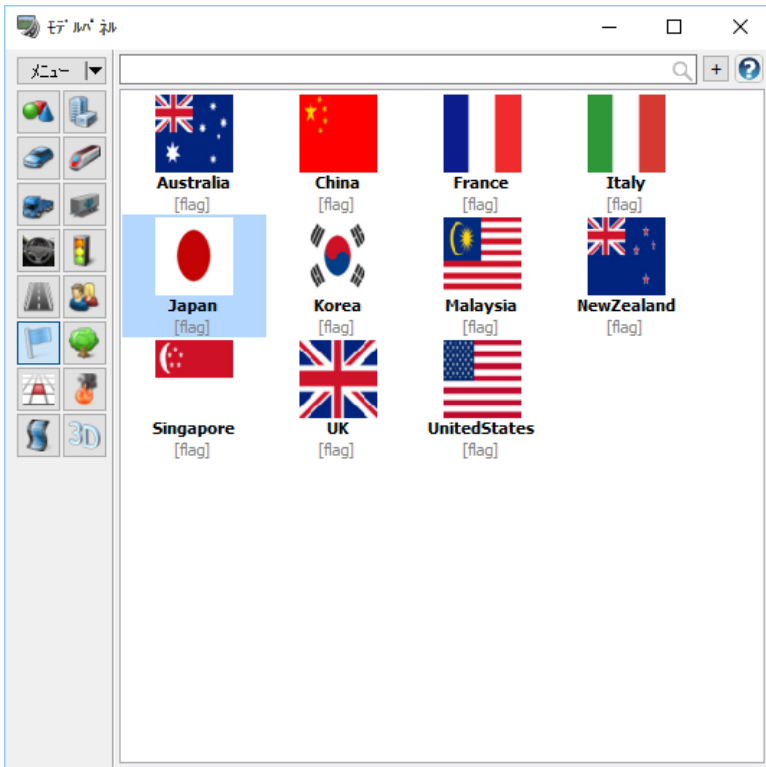 ﾓﾃﾞﾙﾊﾟﾈﾙ
ﾒﾆｭｰ
+ ?
Australia China France Italy
[flag] [flag] [flag] [flag]
Japan Korea Malaysia NewZealand
[flag] [flag] [flag] [flag]
Singapore UK UnitedStates
[flag] [flag] [flag]
3D